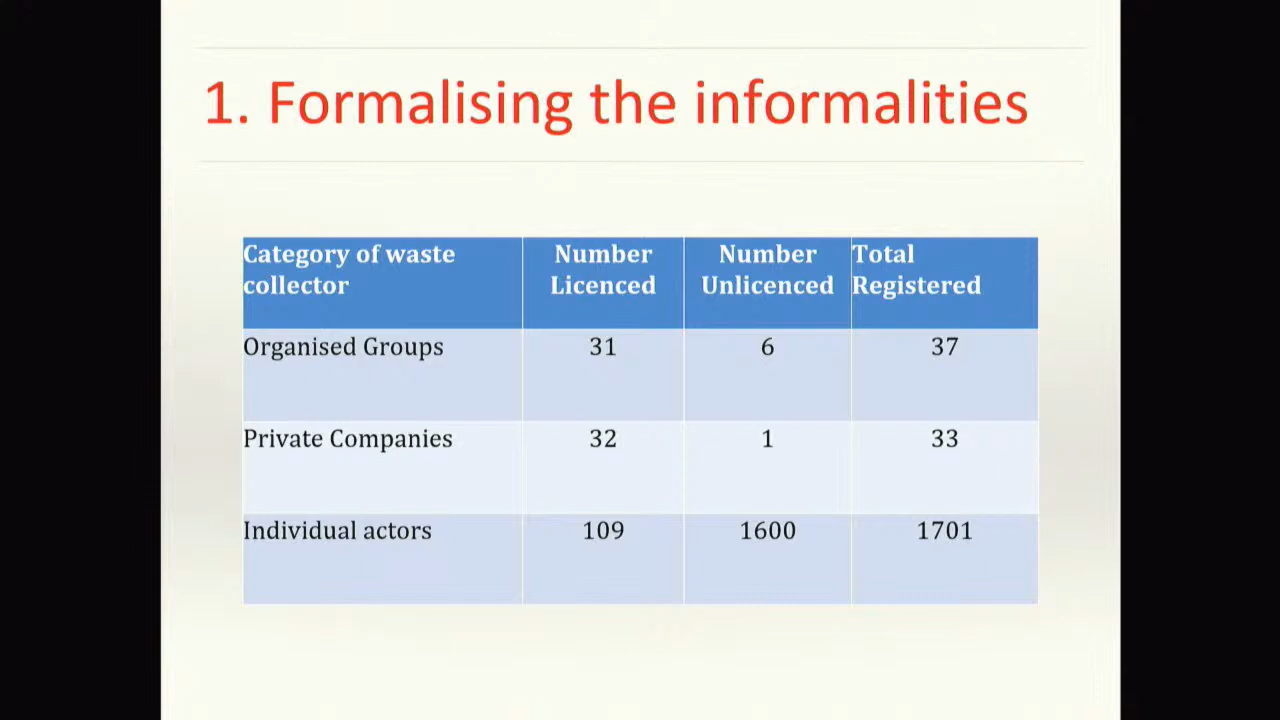 1. Formalising the informalities
Category of waste collector Number Licenced Number Unlicenced Total Registered
Organised Groups 31 6 37
Private Companies 32 1 33
Individual actors 109 1600 1701